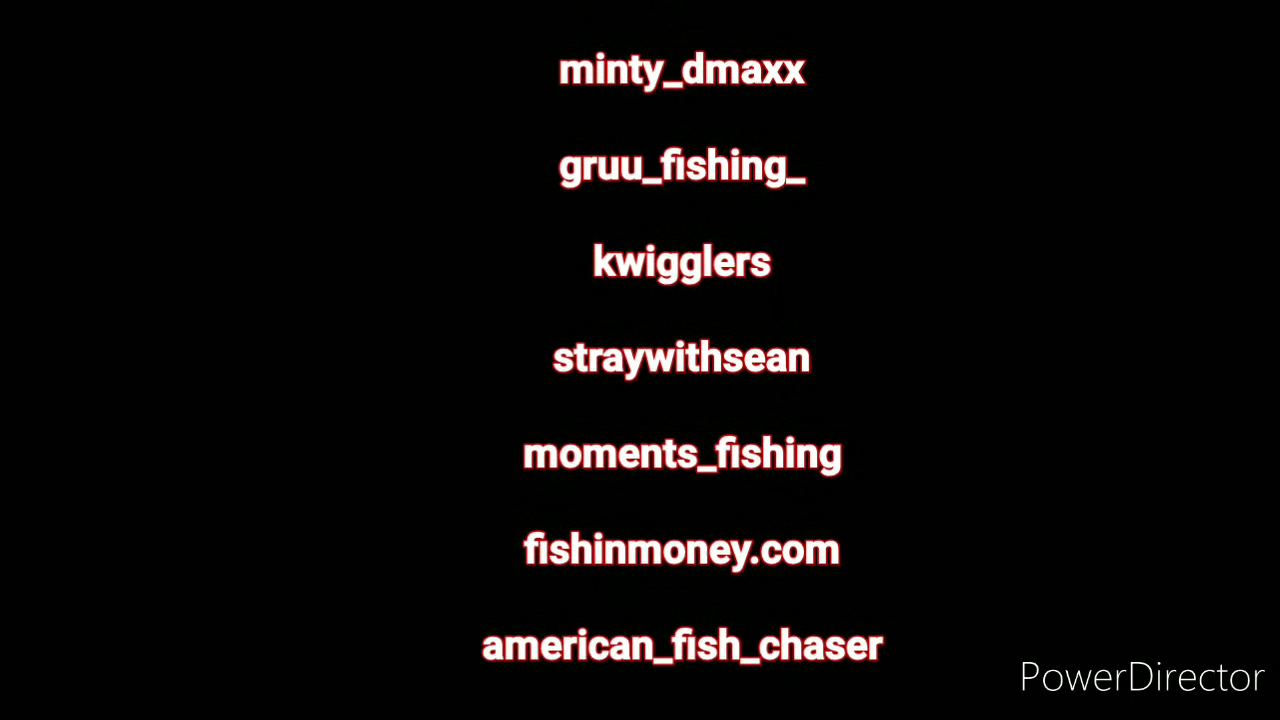 minty_dmaxx
gruu_fishing_
kwigglers
straywithsean
moments_fishing
fishinmoney.com
american_fish_chaser
PowerDirector